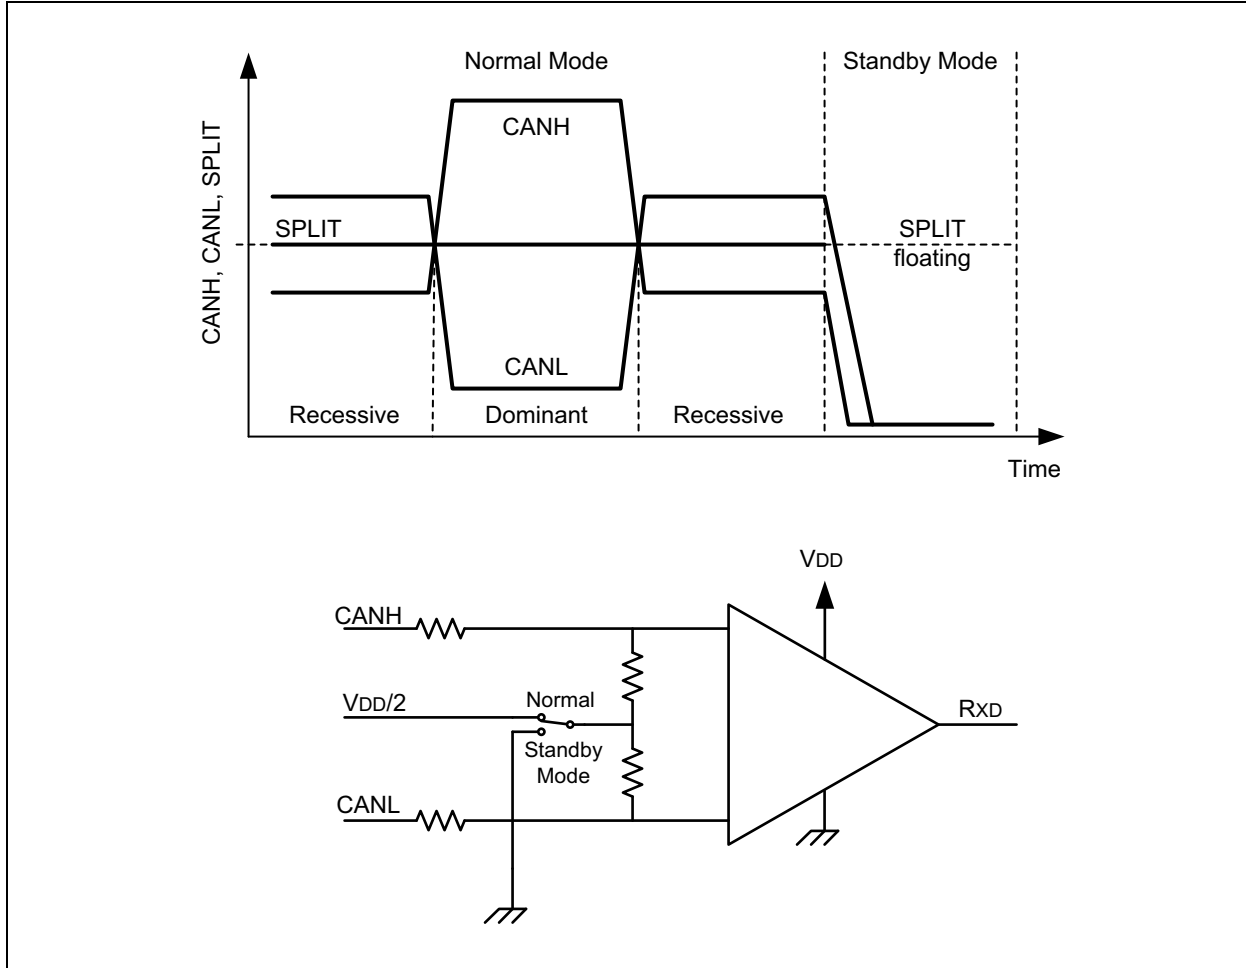 Normal Mode
Standby Mode
CANH, CANL, SPLIT
CANH
SPLIT
SPLIT
floating
CANL
Recessive
Dominant
Recessive
Time
VDD
CANH
VDD/2
Normal
RXD
Standby
Mode
CANL